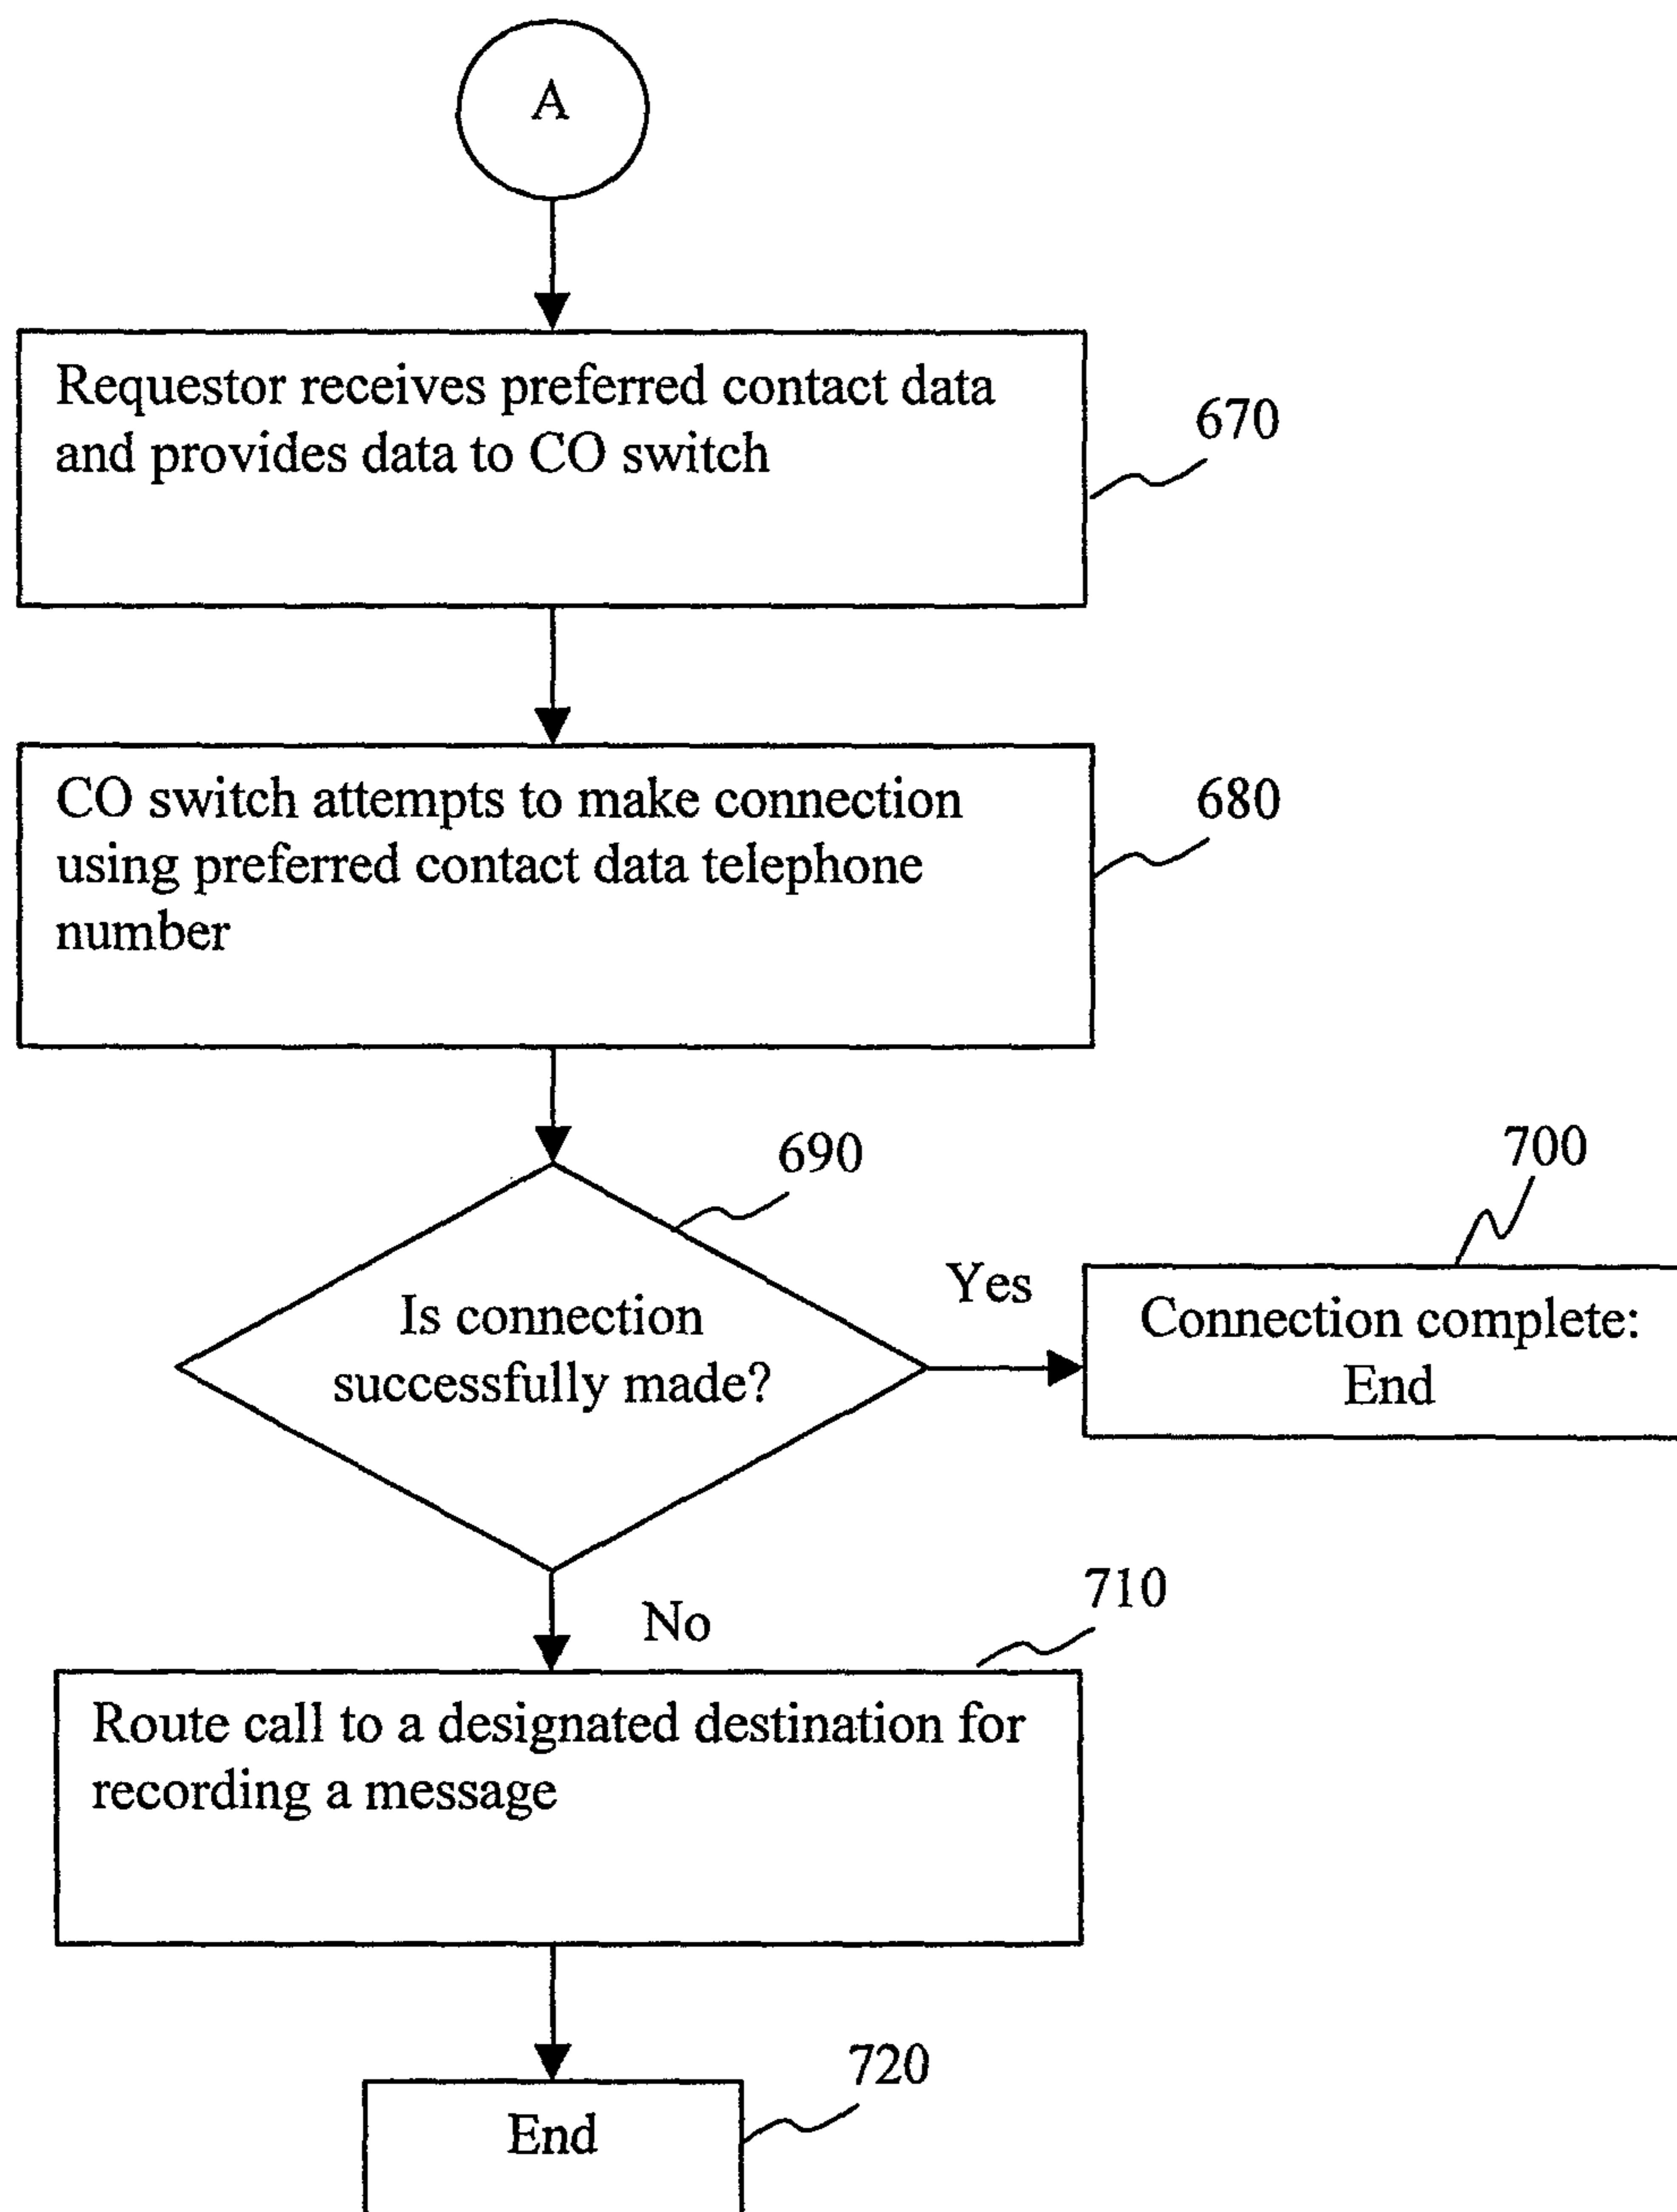 A
Requestor receives preferred contact data
and provides data to CO switch
670
CO switch attempts to make connection
using preferred contact data telephone
number
680
690
Is connection
successfully made?
Yes
700
Connection complete:
End
No
710
Route call to a designated destination for
recording a message
720
End